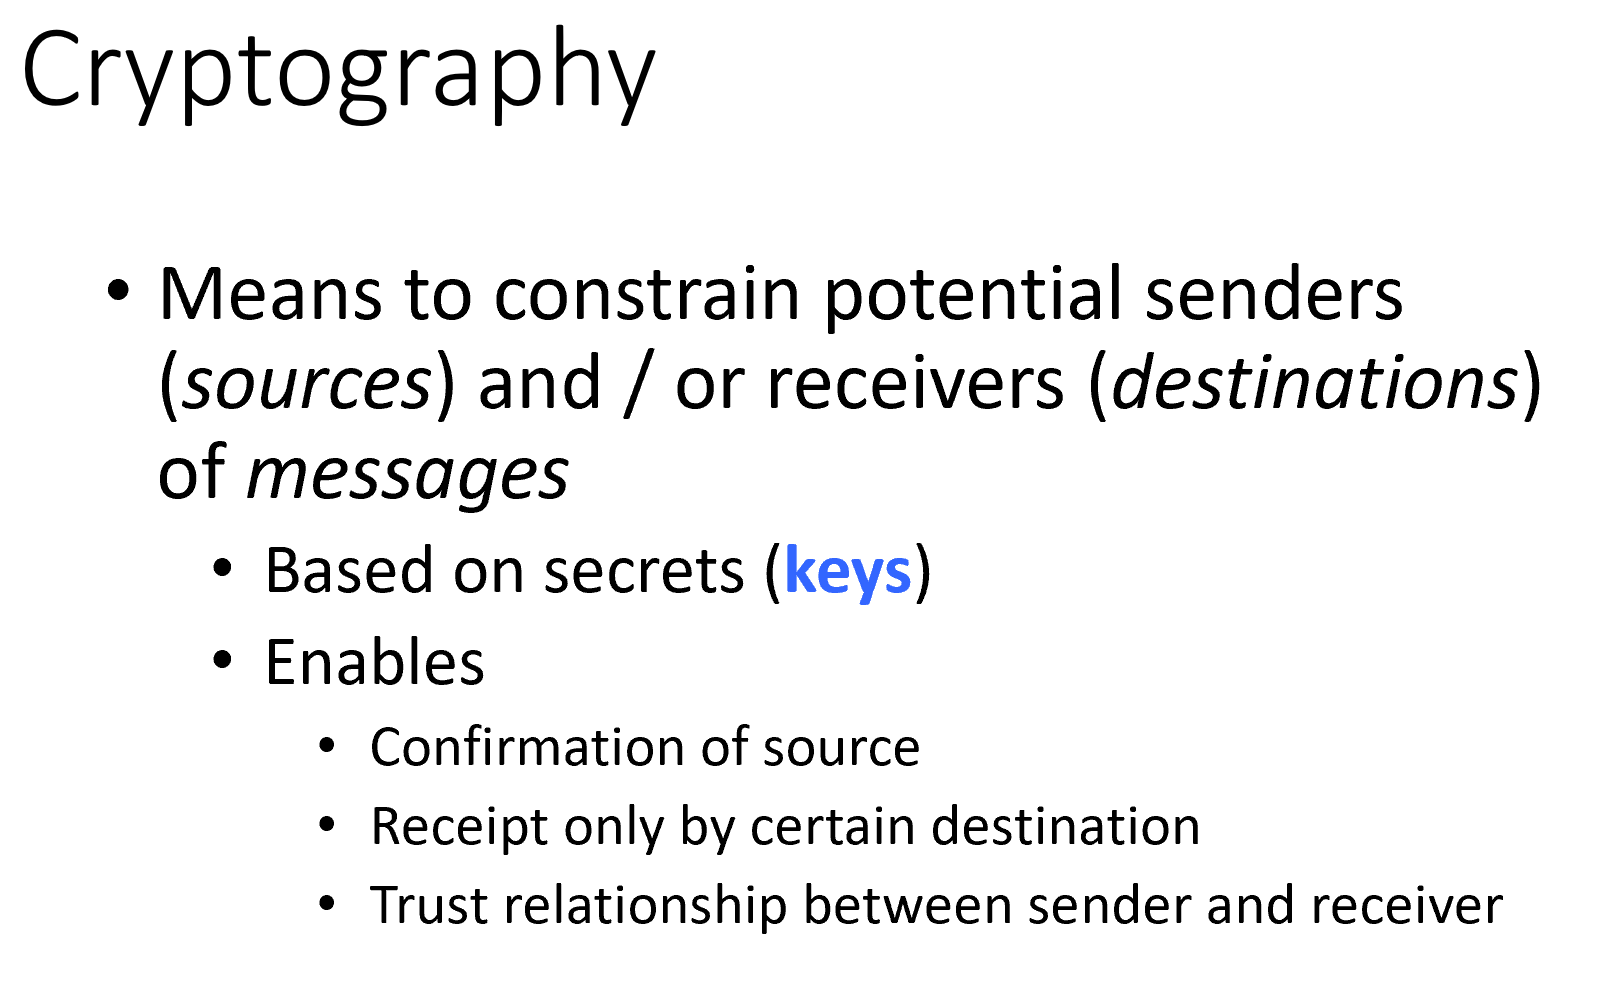 Cryptography
• Means to constrain potential senders
(sources) and / or receivers (destinations)
of messages
• Based on secrets (keys)
• Enables
• Confirmation of source
• Receipt only by certain destination
• Trust relationship between sender and receiver